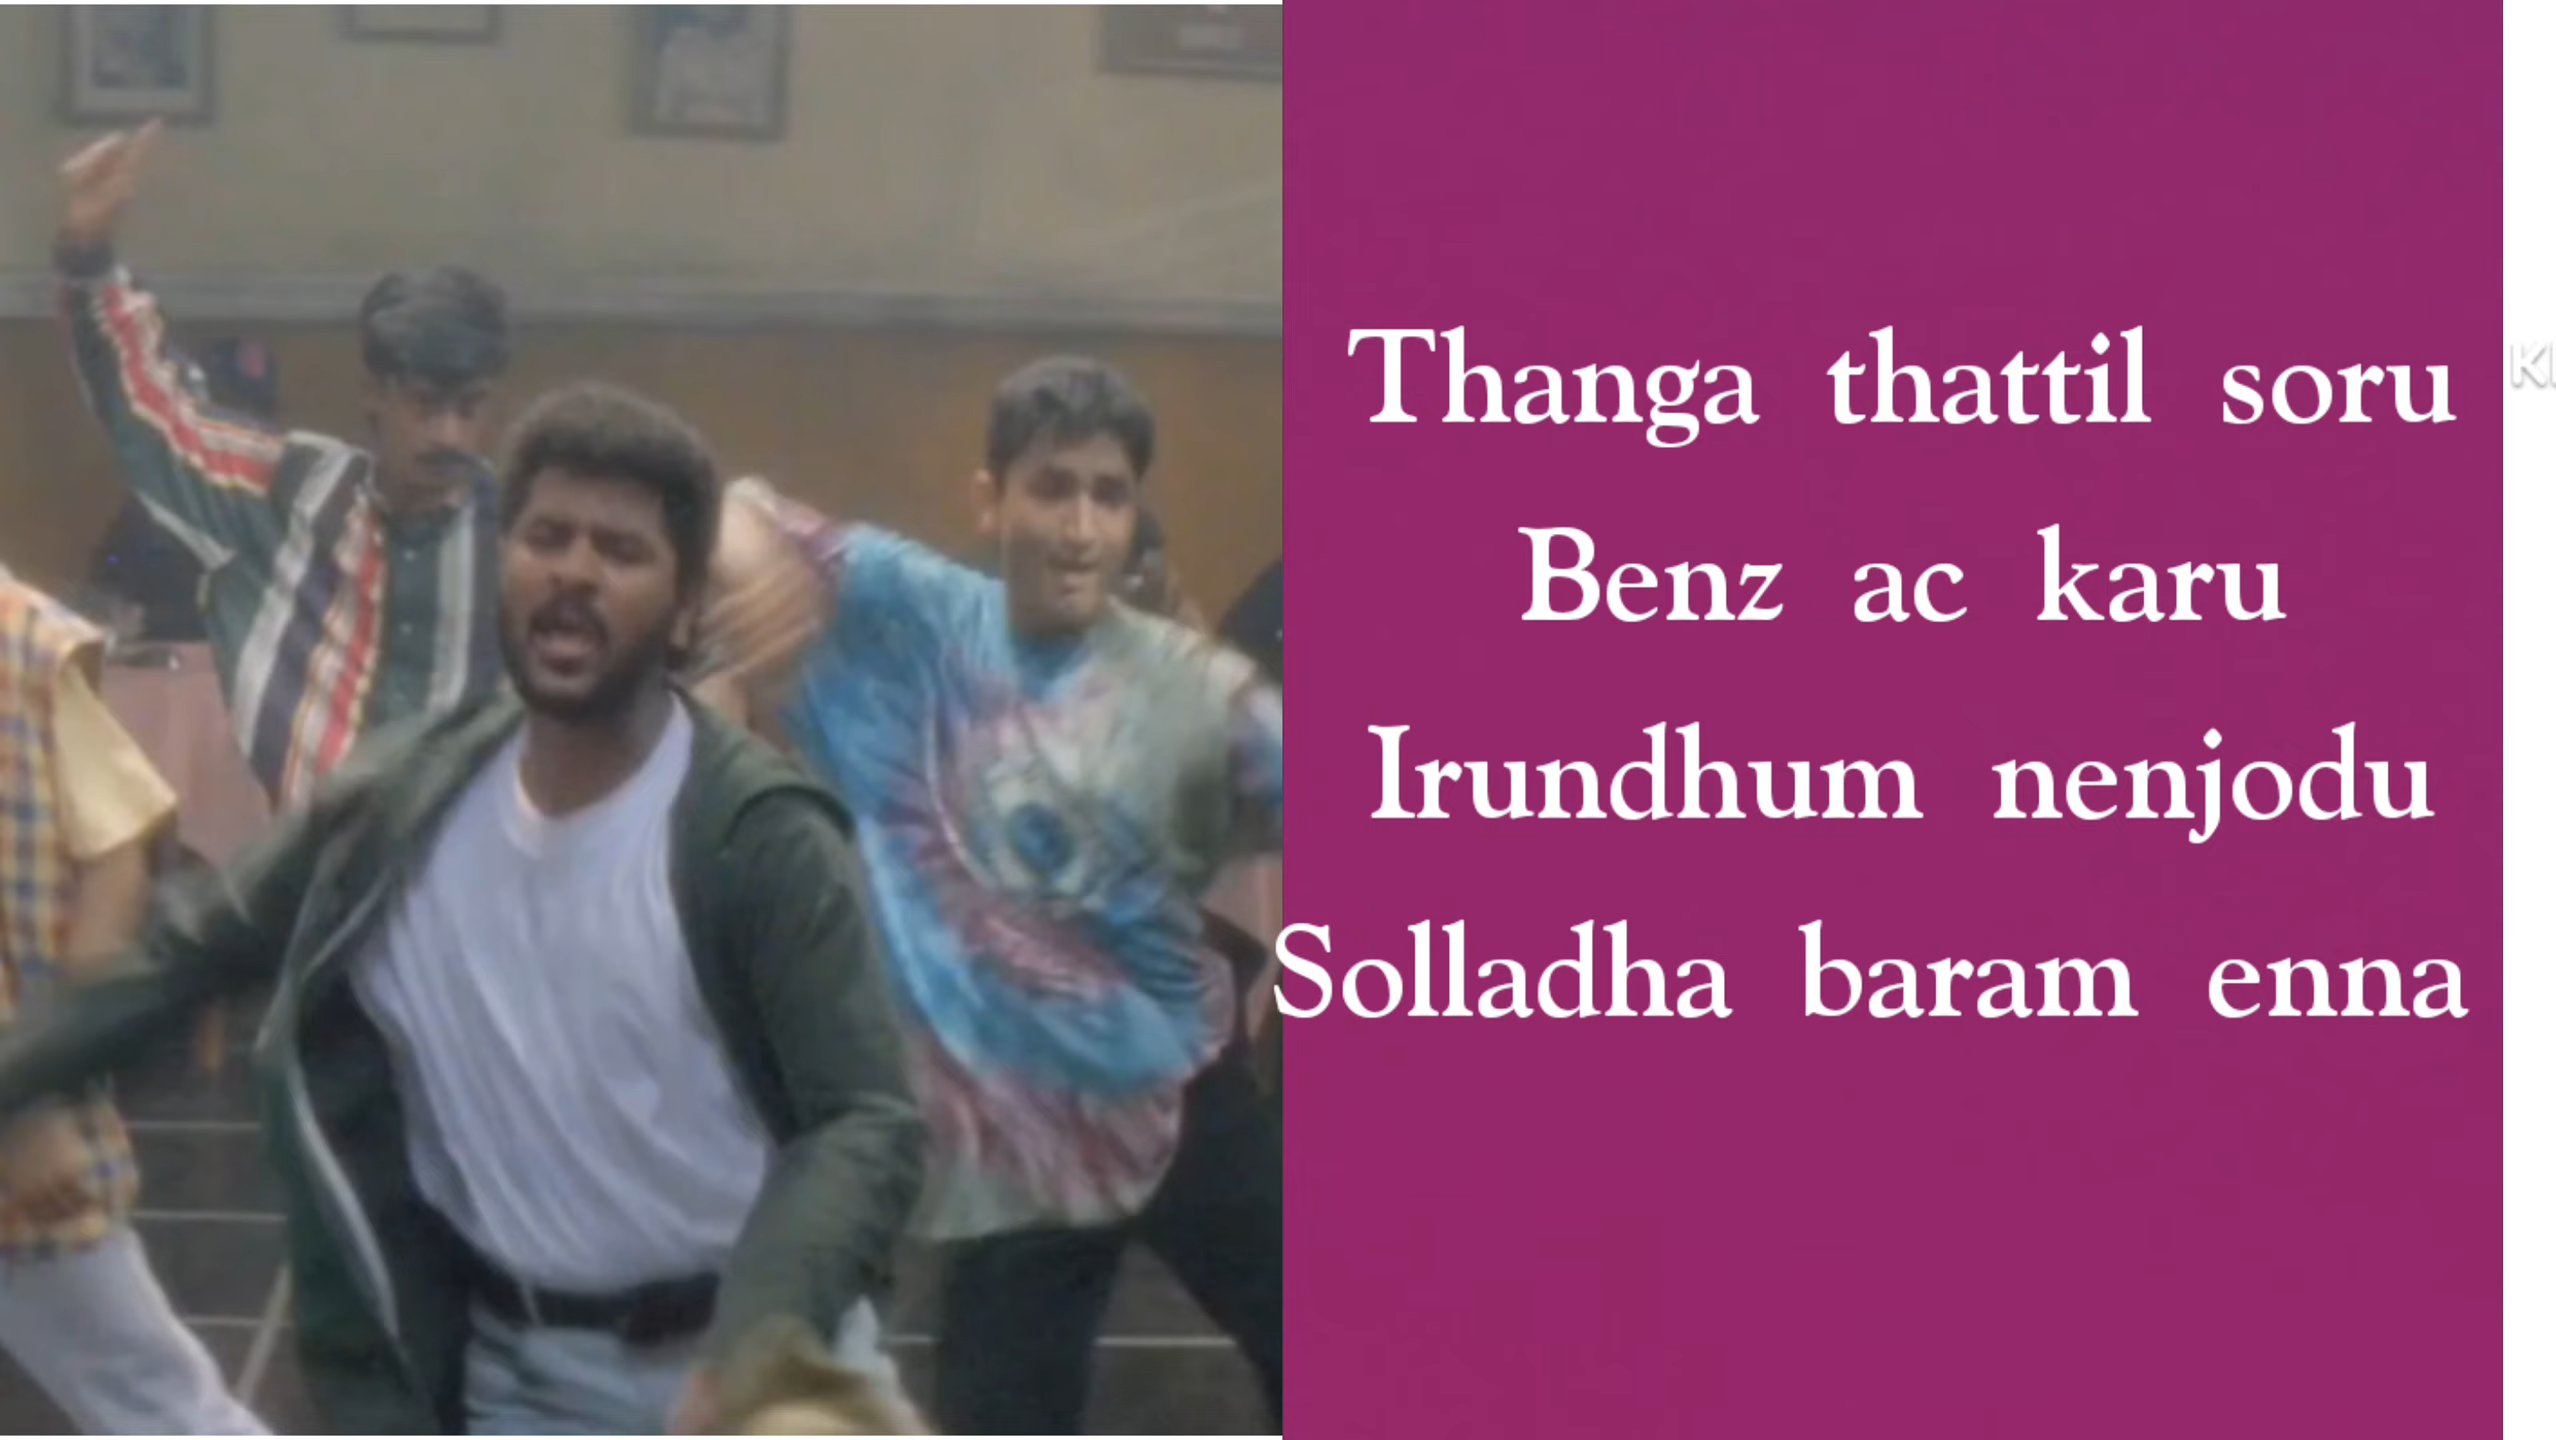 Thanga thattil soru
Benz ac karu
Irundhum nenjodu
Solladha baram enna